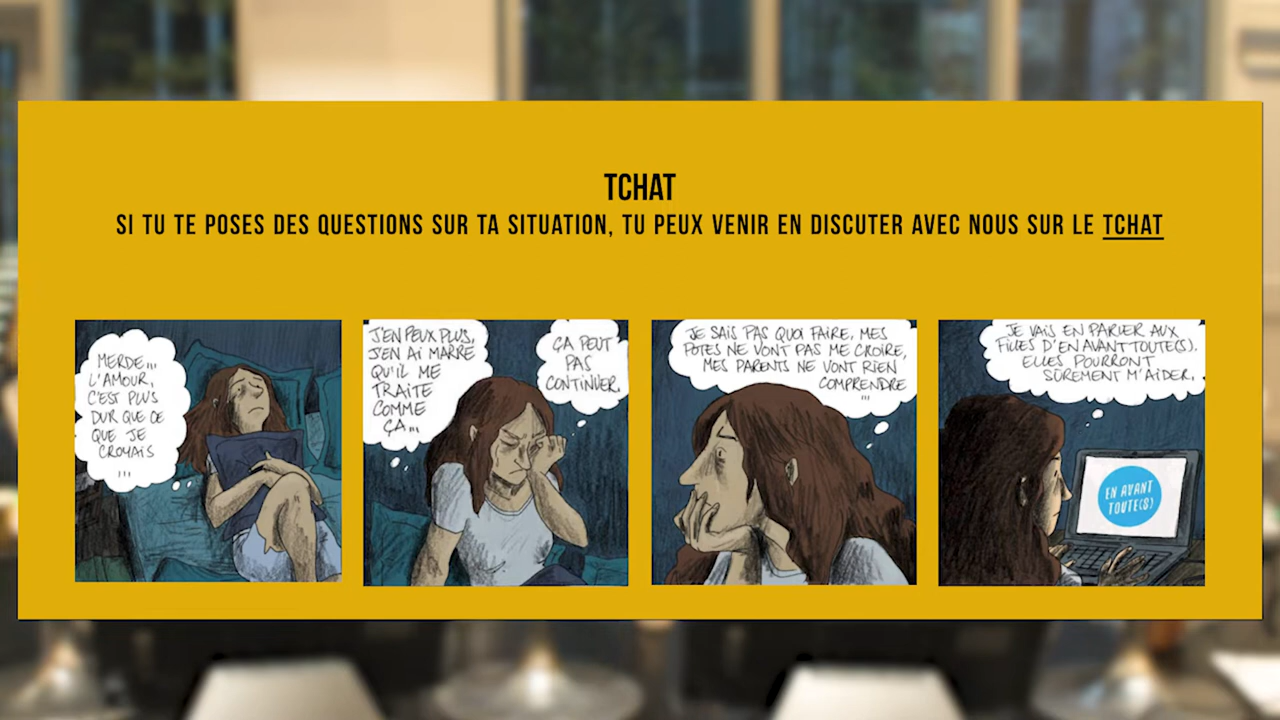 TCHAT
SI TU TE POSES DES QUESTIONS SUR TA SITUATION, TU PEUX VENIR EN DISCUTER AVEC NOUS SUR LE TCHAT
MERDE...
L'AMOUR,
C'EST PLUS
DUR QUE CE
QUE JE
CROYAIS
...
J'EN PEUX PLUS,
J'EN AI MARRE
QU'IL ME
TRAITE
COMME
ÇA...
ÇA PEUT
PAS
CONTINUER.
JE SAIS PAS QUOI FAIRE, MES
POTES NE VONT PAS ME CROIRE,
MES PARENTS NE VONT RIEN
COMPRENDRE
...
JE VAIS EN PARLER AUX
FILLES D'EN AVANT TOUTE(S).
ELLES POURRONT
SÛREMENT M'AIDER.
EN AVANT
TOUTE(S)